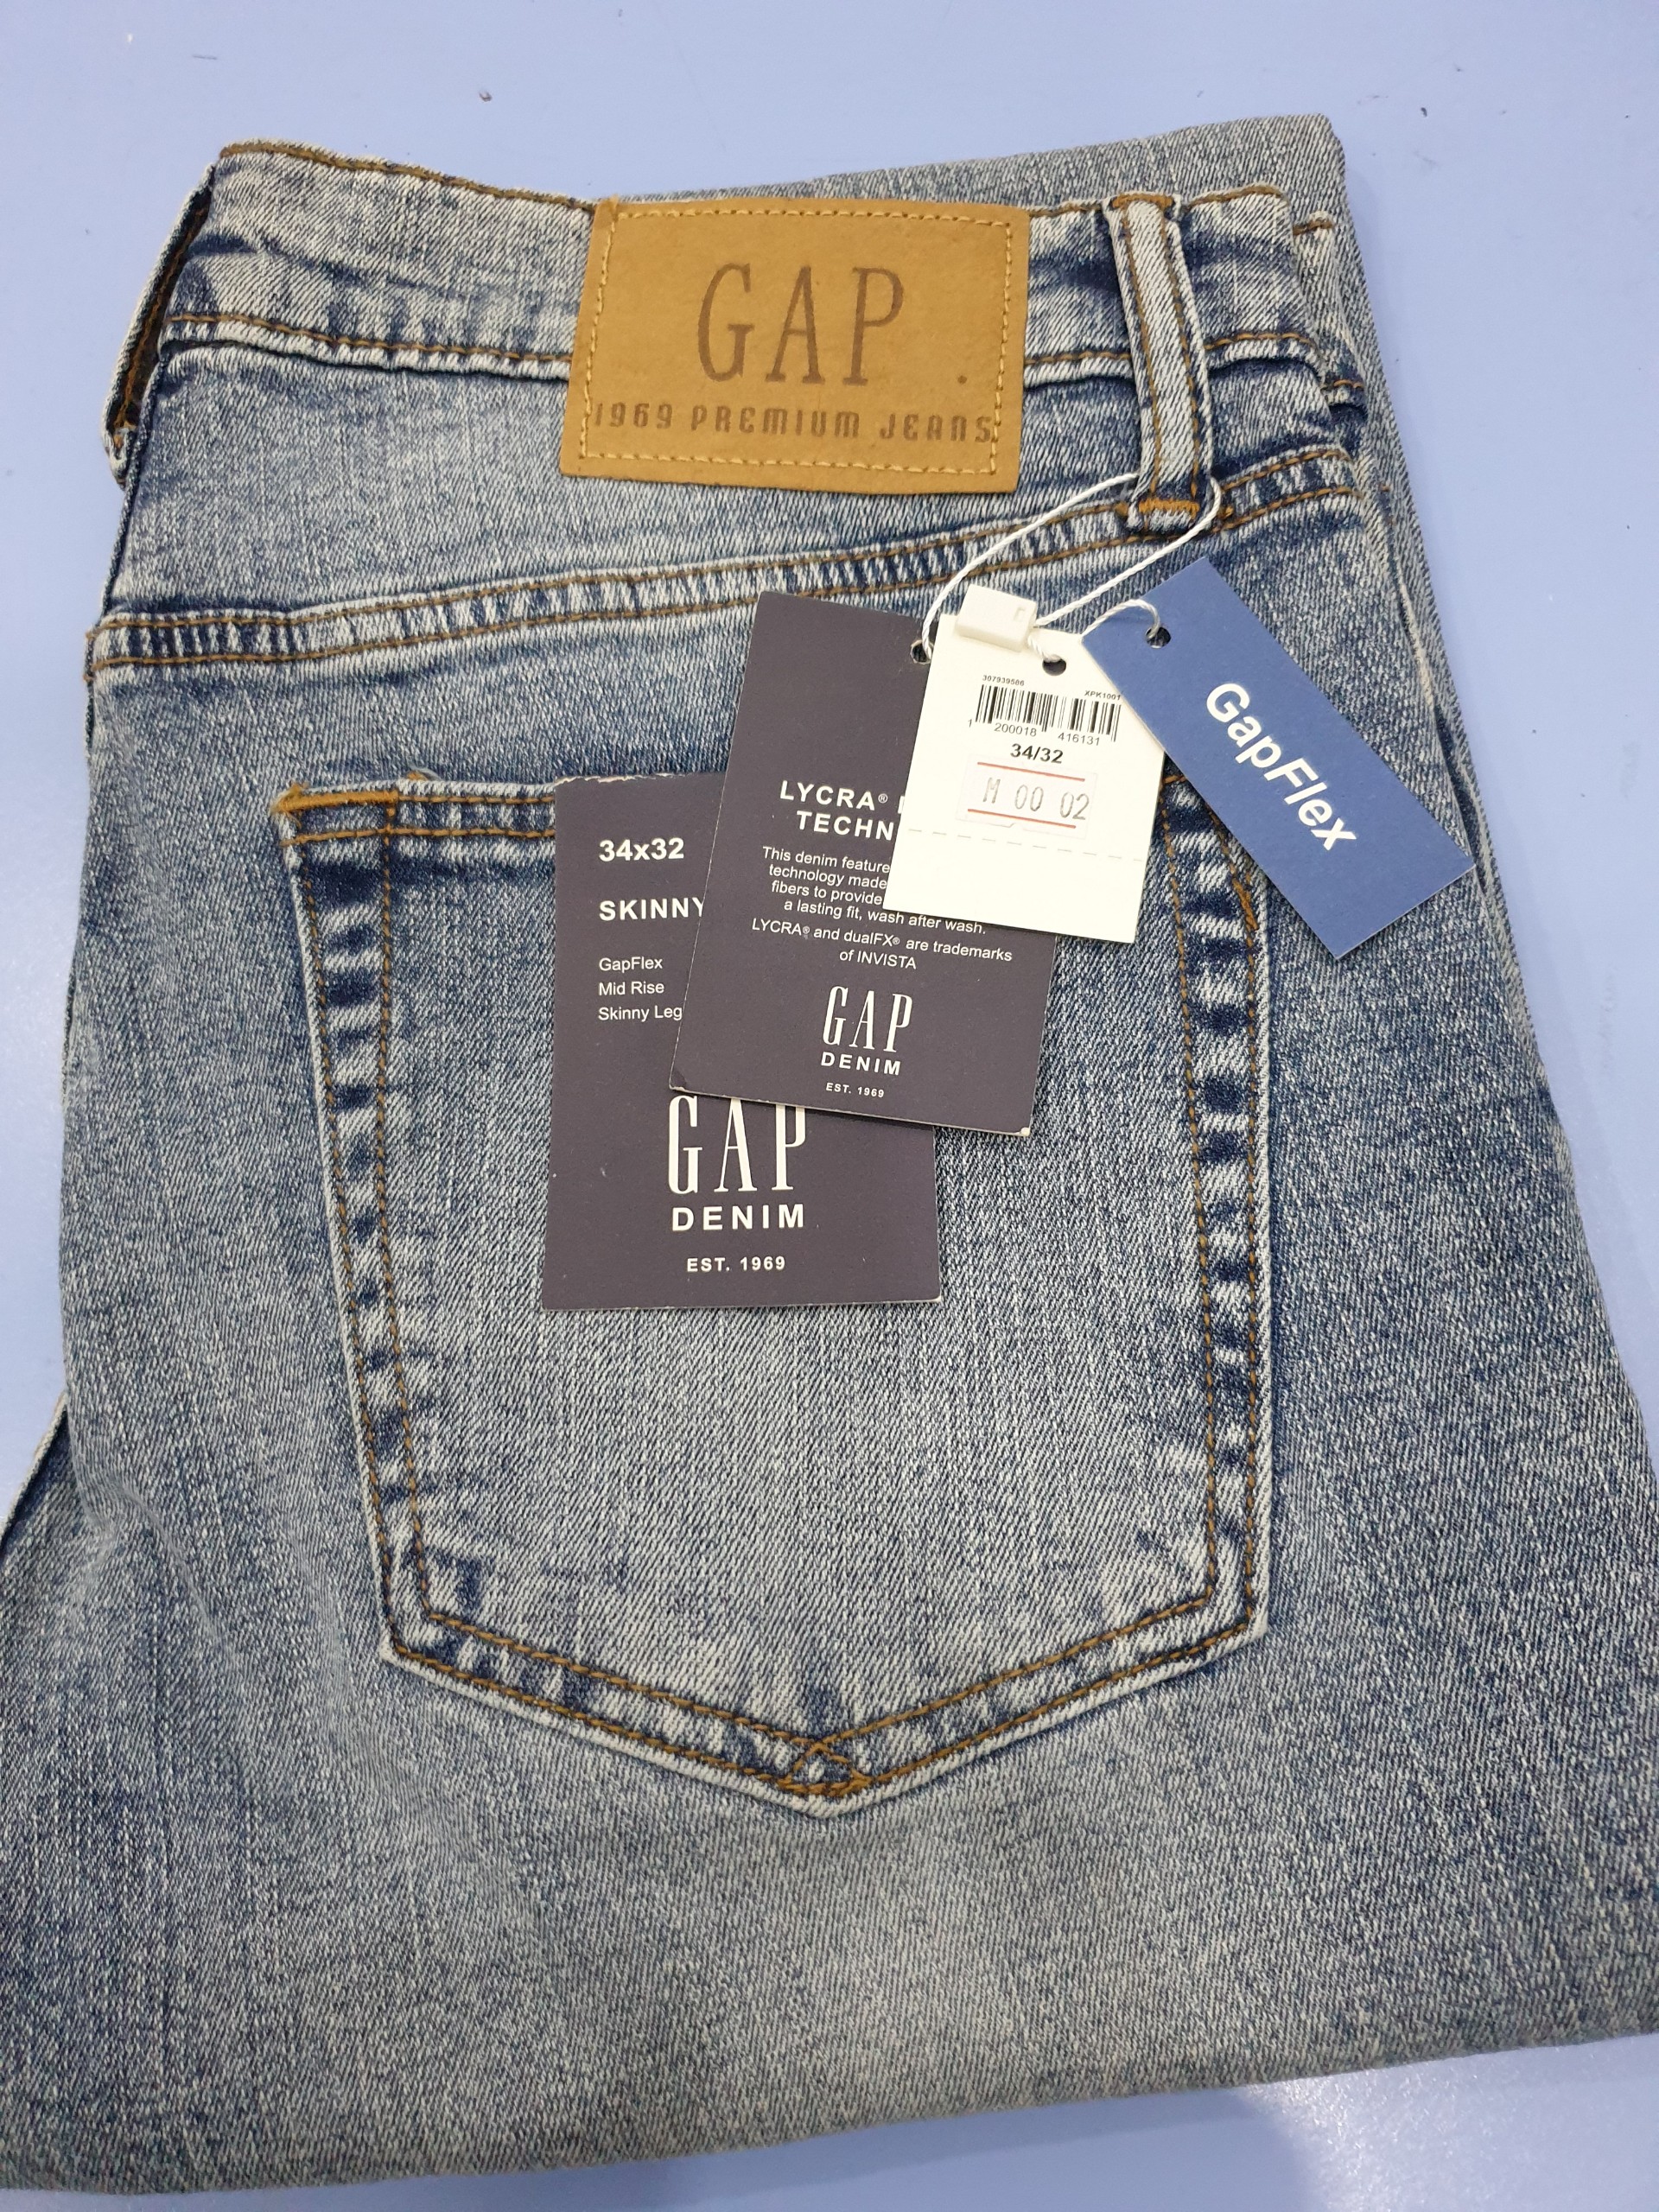 GAP
1969 PREMIUM JEANS
397939586 XPK1001
1 200018 416131
34/32
M 00 02
GapFlex
LYCRA®
TECHN
This denim feature
technology made
fibers to provide
a lasting fit, wash after wash.
LYCRA® and dualFX® are trademarks
of INVISTA
GAP
DENIM
EST. 1969
34x32
SKINNY
GapFlex
Mid Rise
Skinny Leg
GAP
DENIM
EST. 1969